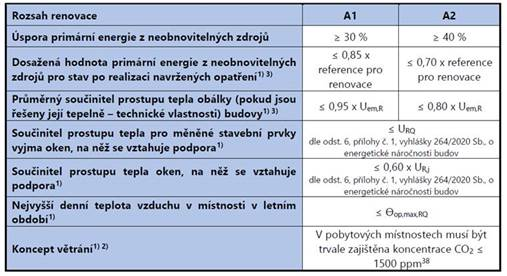 Rozsah renovace A1 A2
Úspora primární energie z neobnovitelných zdrojů ≥ 30 % ≥ 40 %
Dosažená hodnota primární energie z neobnovitelných
zdrojů pro stav po realizaci navržených opatření1) 3)
≤ 0,85 x
reference pro
renovace
≤ 0,70 x reference
pro renovace
Průměrný součinitel prostupu tepla obálky (pokud jsou
řešeny její tepelně – technické vlastnosti) budovy1) 3)
≤ 0,95 x Uem,R ≤ 0,80 x Uem,R
Součinitel prostupu tepla pro měněné stavební prvky
vyjma oken, na něž se vztahuje podpora1)
≤ URQ
dle odst. 6, přílohy č. 1, vyhlášky 264/2020 Sb., o
energetické náročnosti budov
Součinitel prostupu tepla oken, na něž se vztahuje
podpora1)
≤ 0,60 x UR,j
dle odst. 6, přílohy č. 1, vyhlášky 264/2020 Sb., o
energetické náročnosti budov
Nejvyšší denní teplota vzduchu v místnosti v letním
období1)
≤ Θop,max,RQ
Koncept větrání1) 2)
V pobytových místnostech musí být
trvale zajištěna koncentrace CO2 ≤
1500 ppm38